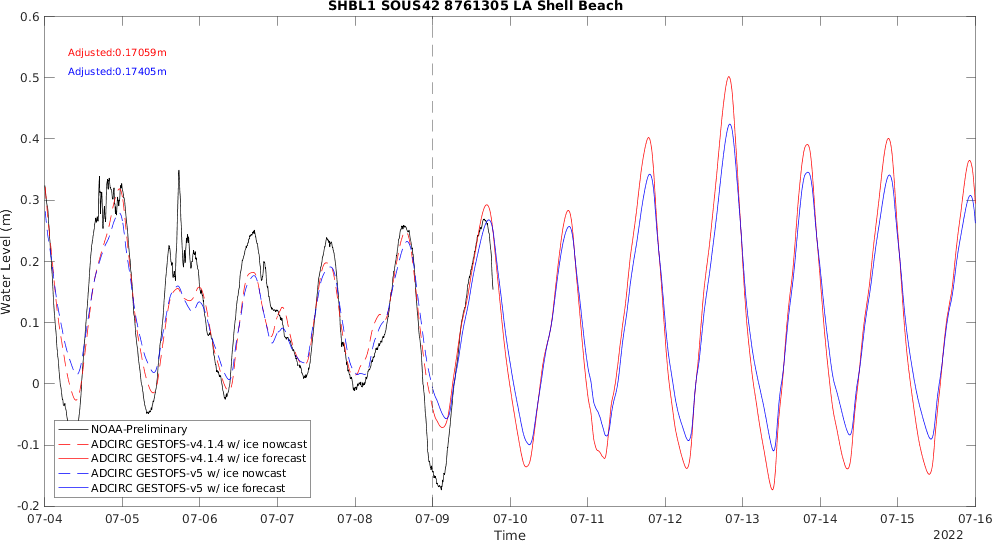 SHBL1 SOUS42 8761305 LA Shell Beach
Adjusted:0.17059m
Adjusted:0.17405m
0.6
0.5
0.4
0.3
0.2
0.1
0
-0.1
-0.2
Water Level (m)
NOAA-Preliminary
ADCIRC GESTOFS-v4.1.4 w/ ice nowcast
ADCIRC GESTOFS-v4.1.4 w/ ice forecast
ADCIRC GESTOFS-v5 w/ ice nowcast
ADCIRC GESTOFS-v5 w/ ice forecast
07-04 07-05 07-06 07-07 07-08 07-09 07-10 07-11 07-12 07-13 07-14 07-15 07-16
Time
2022